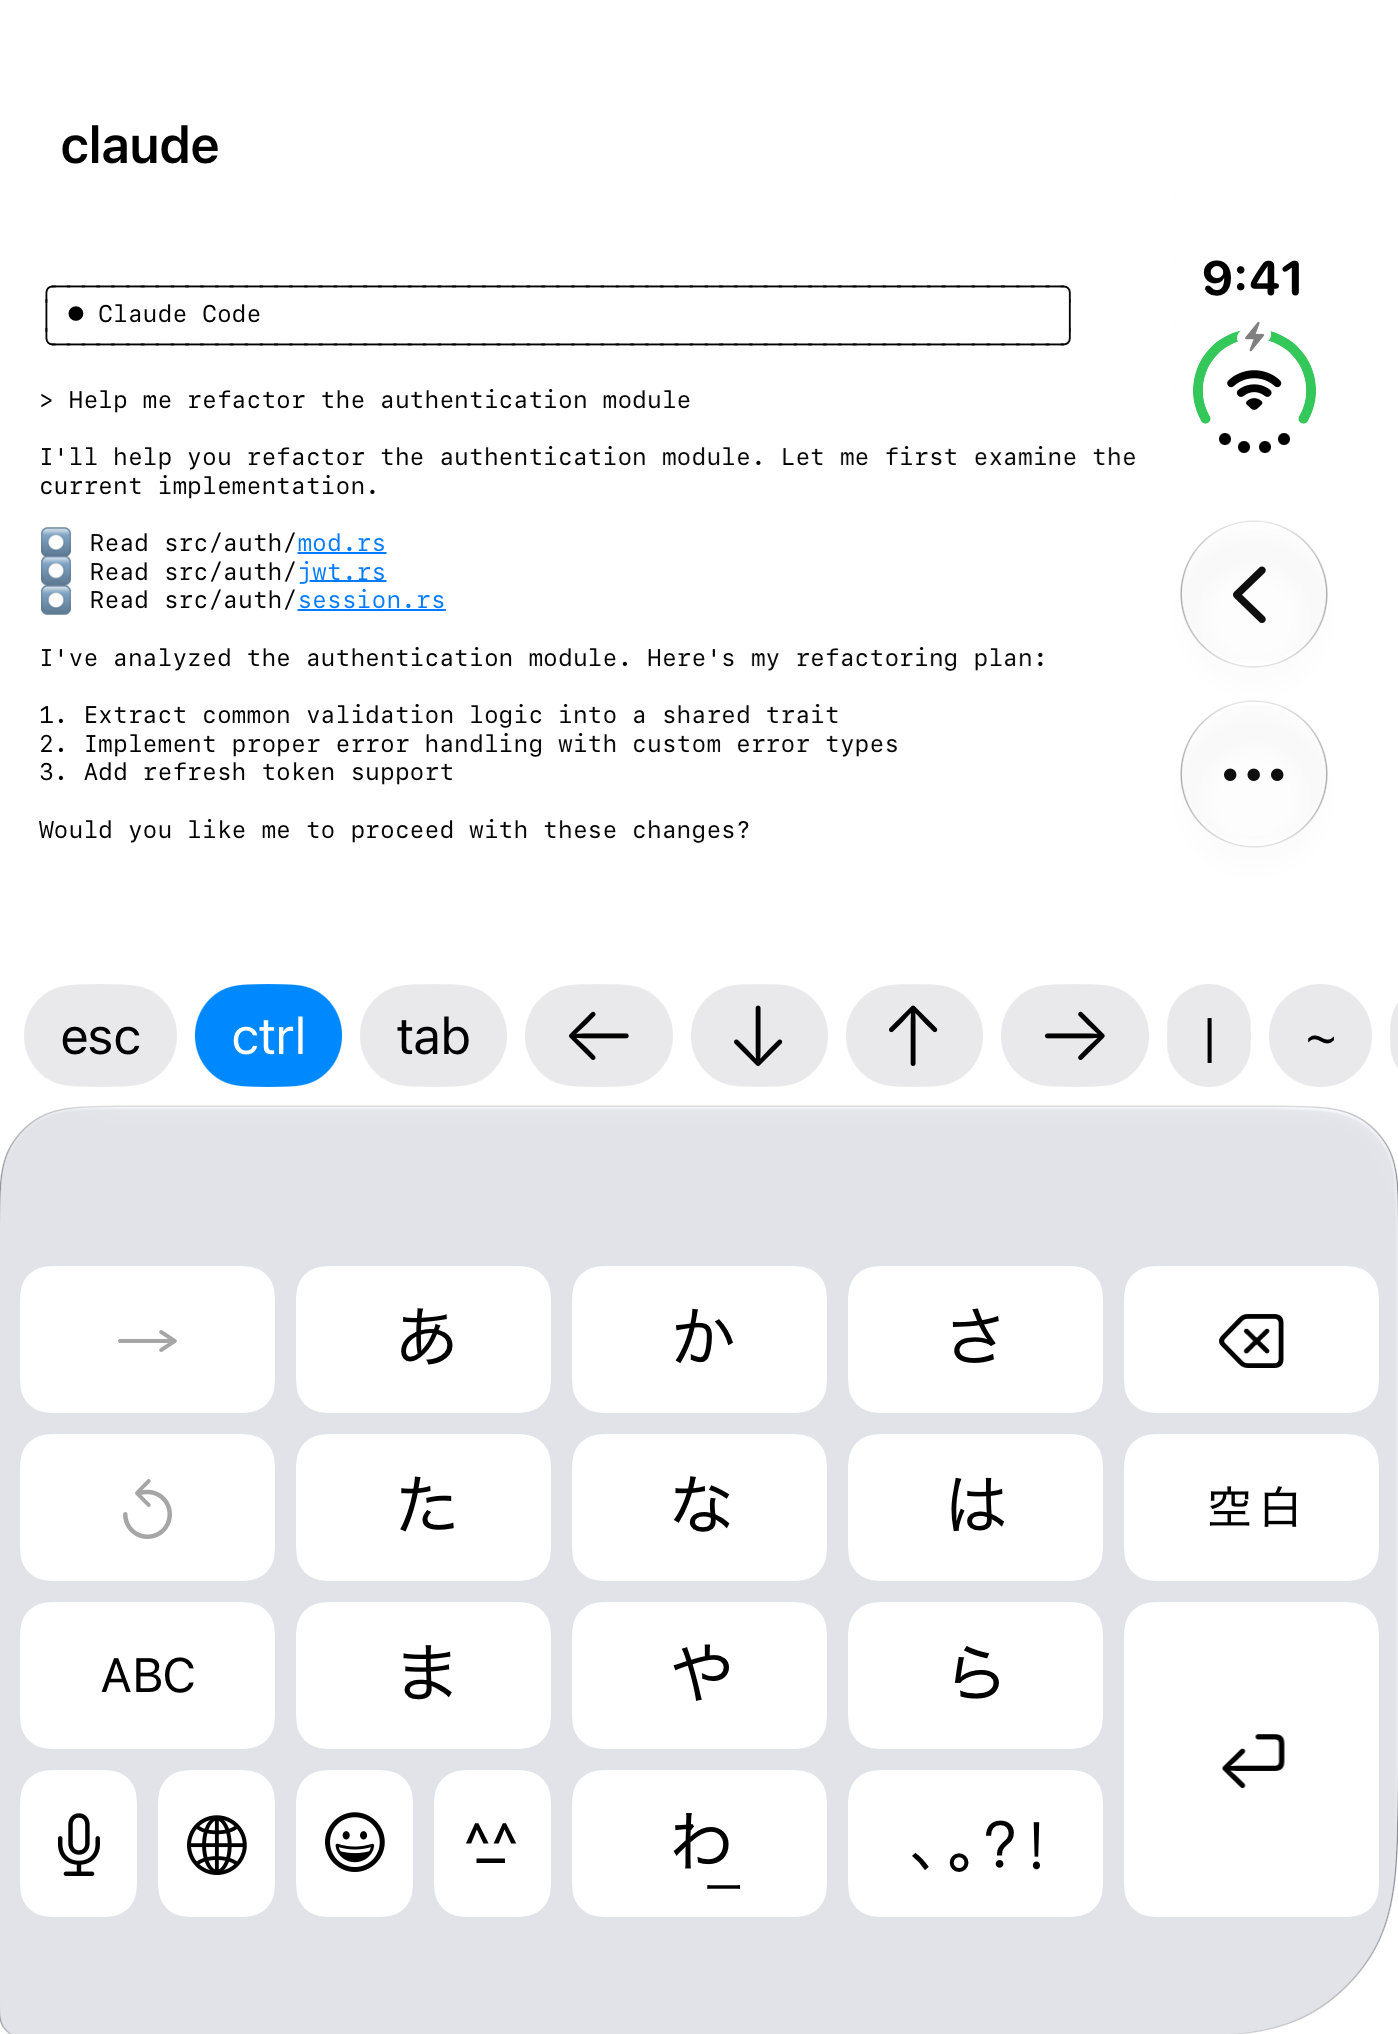 claude
9:41
● Claude Code
> Help me refactor the authentication module
I'll help you refactor the authentication module. Let me first examine the
current implementation.
⏺ Read src/auth/mod.rs
⏺ Read src/auth/jwt.rs
⏺ Read src/auth/session.rs
I've analyzed the authentication module. Here's my refactoring plan:
1. Extract common validation logic into a shared trait
2. Implement proper error handling with custom error types
3. Add refresh token support
Would you like me to proceed with these changes?
esc ctrl tab ← ↓ ↑ → | ~
→ あ か さ
た な は 空白
ABC ま や ら
^_^ わ_ 、。?!